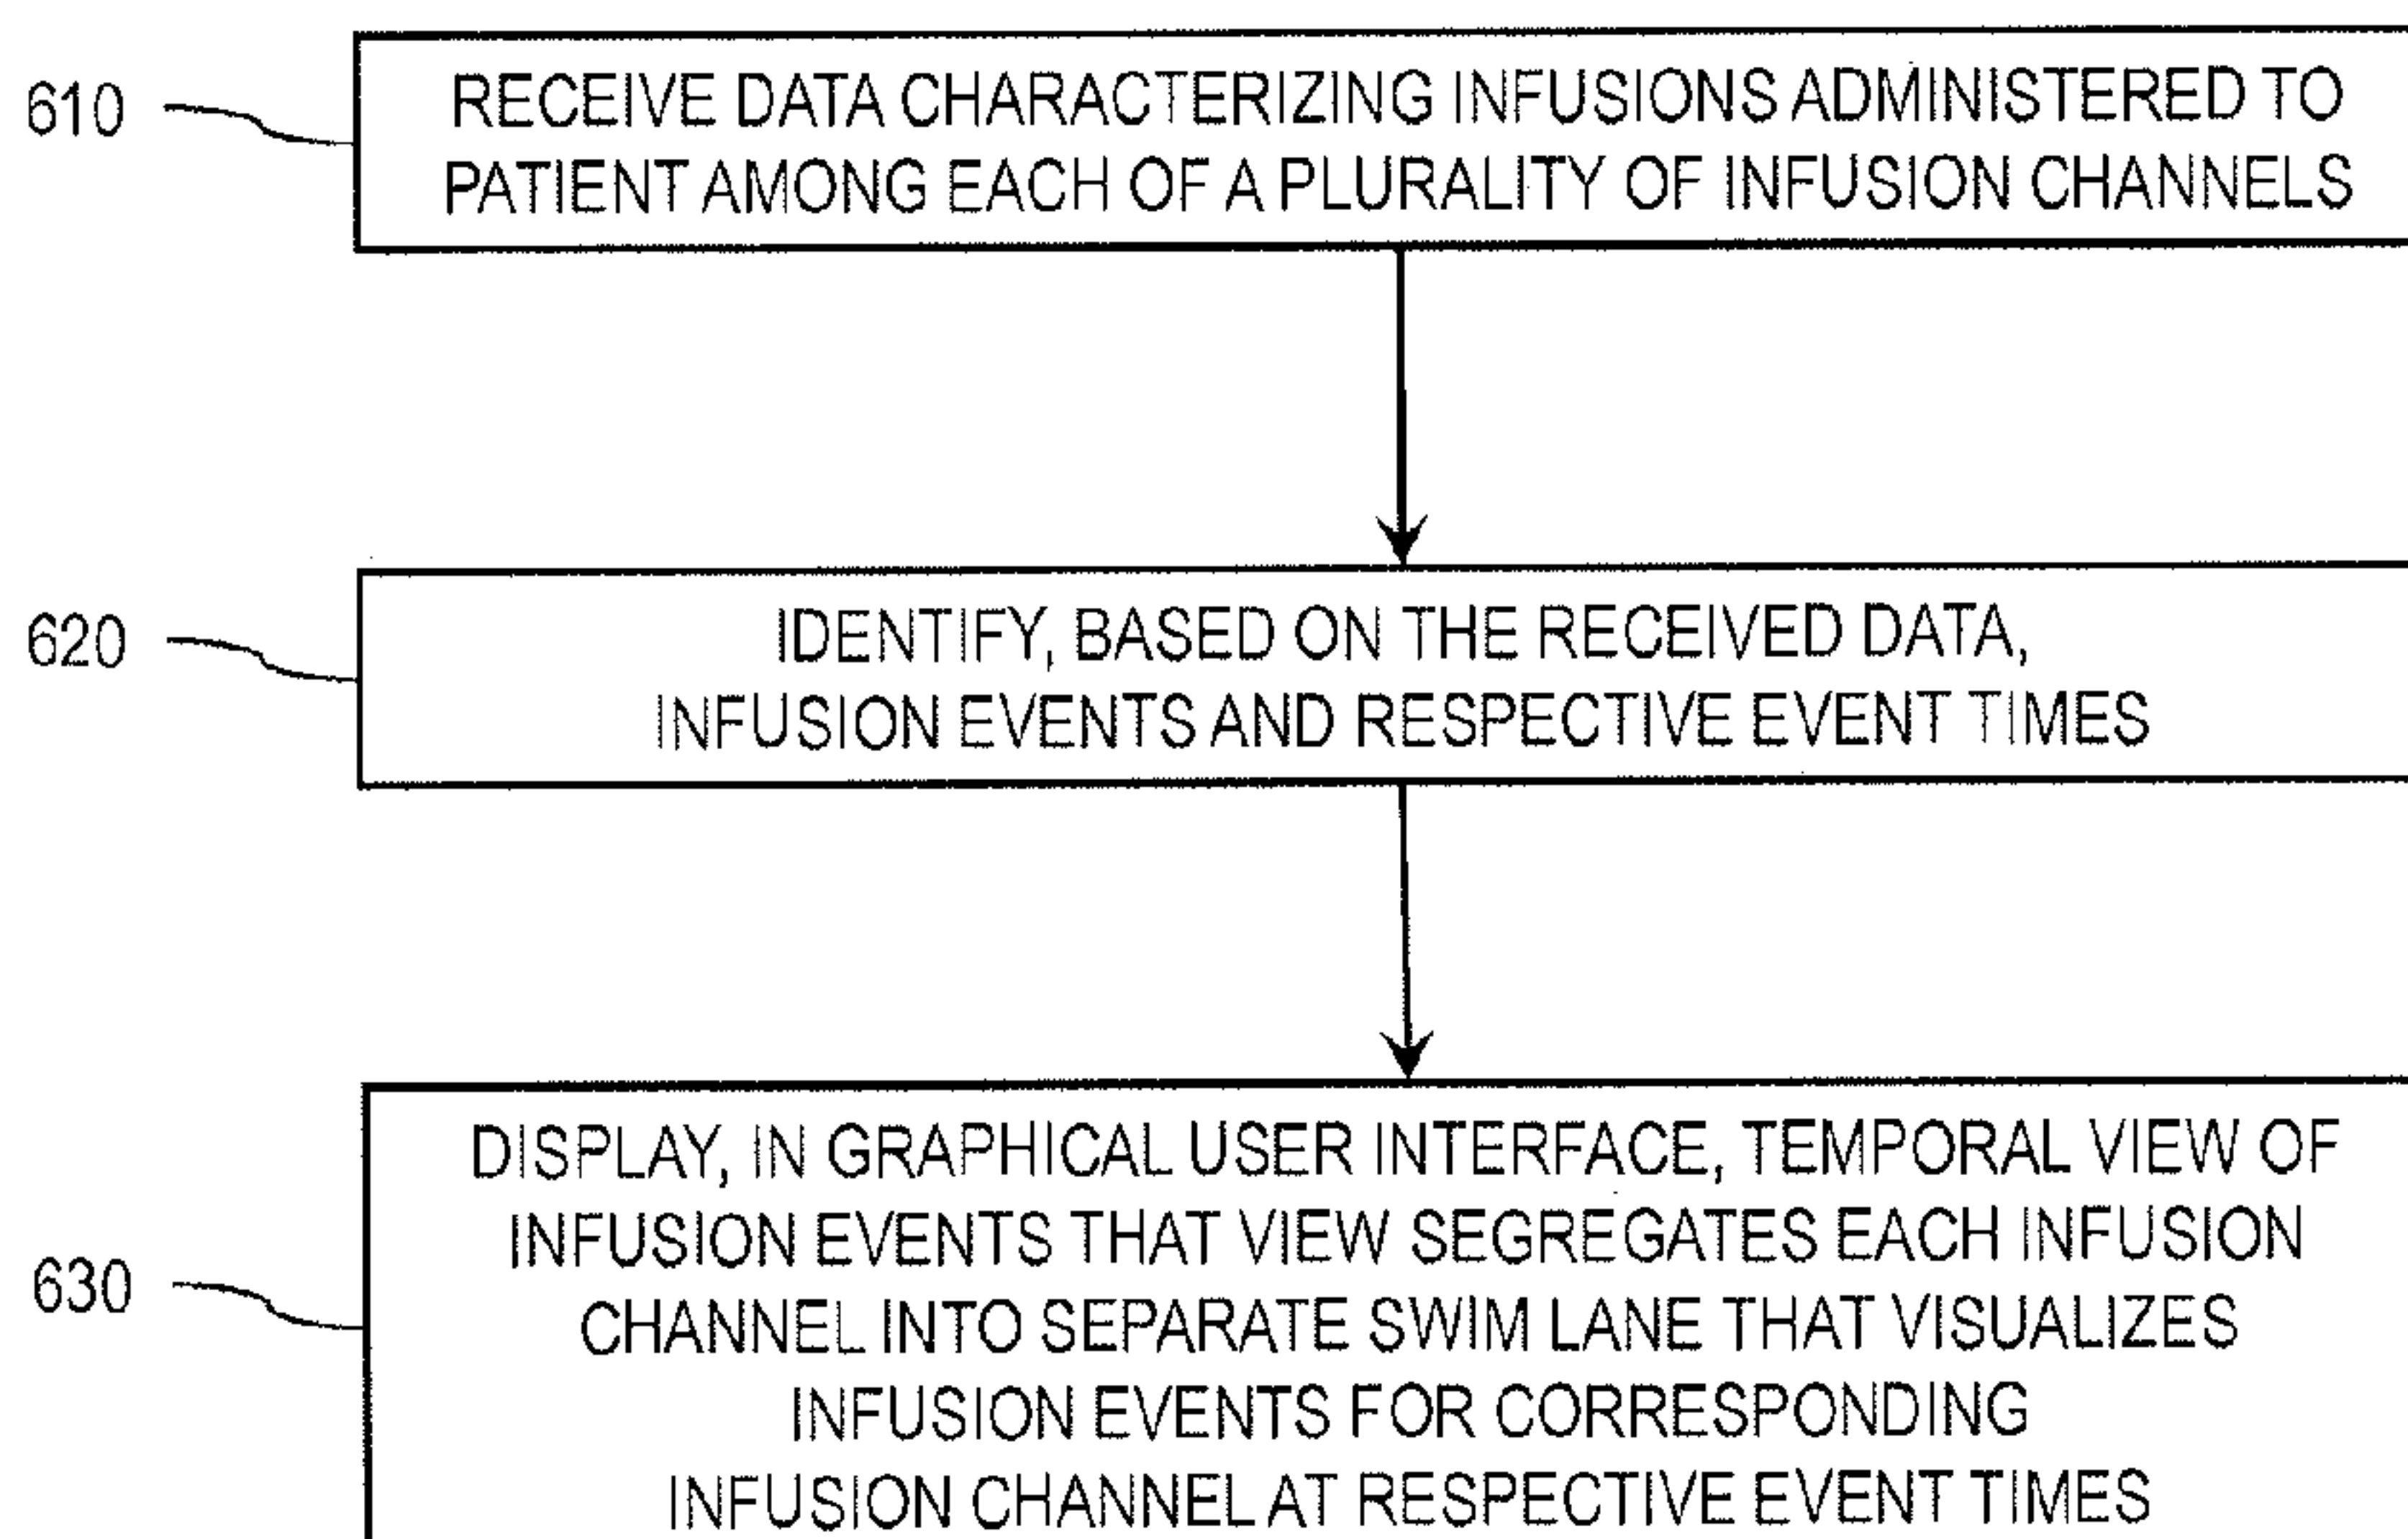 610
RECEIVE DATA CHARACTERIZING INFUSIONS ADMINISTERED TO
PATIENT AMONG EACH OF A PLURALITY OF INFUSION CHANNELS
620
IDENTIFY, BASED ON THE RECEIVED DATA,
INFUSION EVENTS AND RESPECTIVE EVENT TIMES
630
DISPLAY, IN GRAPHICAL USER INTERFACE, TEMPORAL VIEW OF
INFUSION EVENTS THAT VIEW SEGREGATES EACH INFUSION
CHANNEL INTO SEPARATE SWIM LANE THAT VISUALIZES
INFUSION EVENTS FOR CORRESPONDING
INFUSION CHANNEL AT RESPECTIVE EVENT TIMES